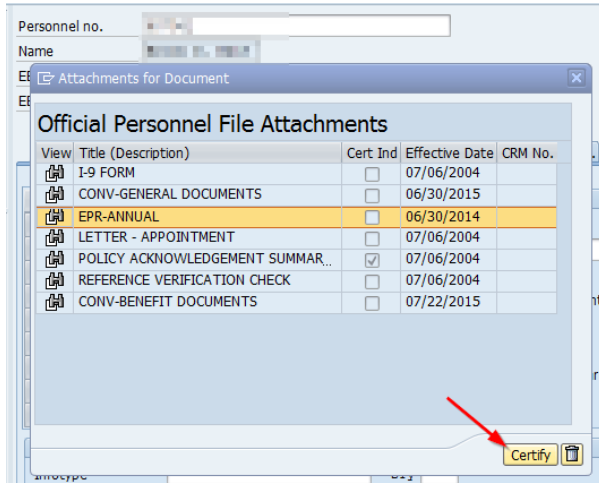 Personnel no.
Name
EE
Attachments for Document
Official Personnel File Attachments
View Title (Description) Cert Ind Effective Date CRM No.
I-9 FORM 07/06/2004
CONV-GENERAL DOCUMENTS 06/30/2015
EPR-ANNUAL 06/30/2014
LETTER - APPOINTMENT 07/06/2004
POLICY ACKNOWLEDGEMENT SUMMAR... 07/06/2004
REFERENCE VERIFICATION CHECK 07/06/2004
CONV-BENEFIT DOCUMENTS 07/22/2015
Certify
Infotype